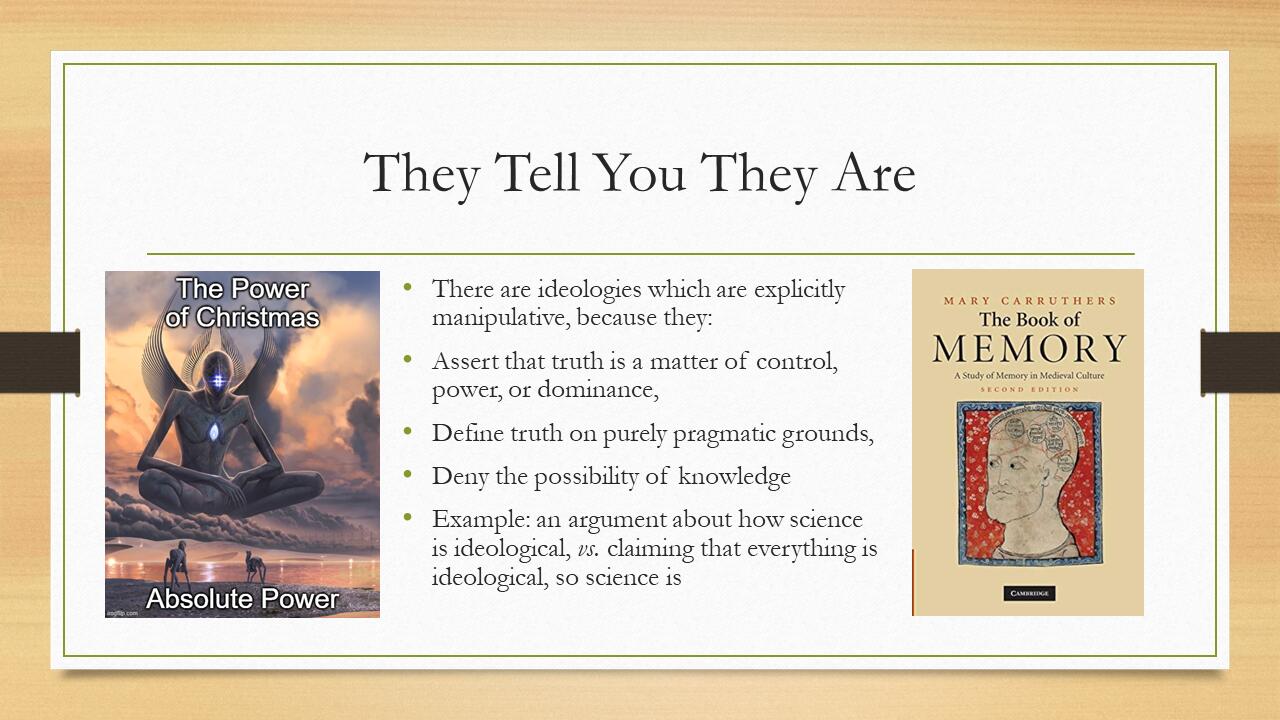 They Tell You They Are
The Power
of Christmas
Absolute Power
imgflip.com
There are ideologies which are explicitly
manipulative, because they:
Assert that truth is a matter of control,
power, or dominance,
Define truth on purely pragmatic grounds,
Deny the possibility of knowledge
Example: an argument about how science
is ideological, vs. claiming that everything is
ideological, so science is
MARY CARRUTHERS
The Book of
MEMORY
A Study of Memory in Medieval Culture
SECOND EDITION
CAMBRIDGE